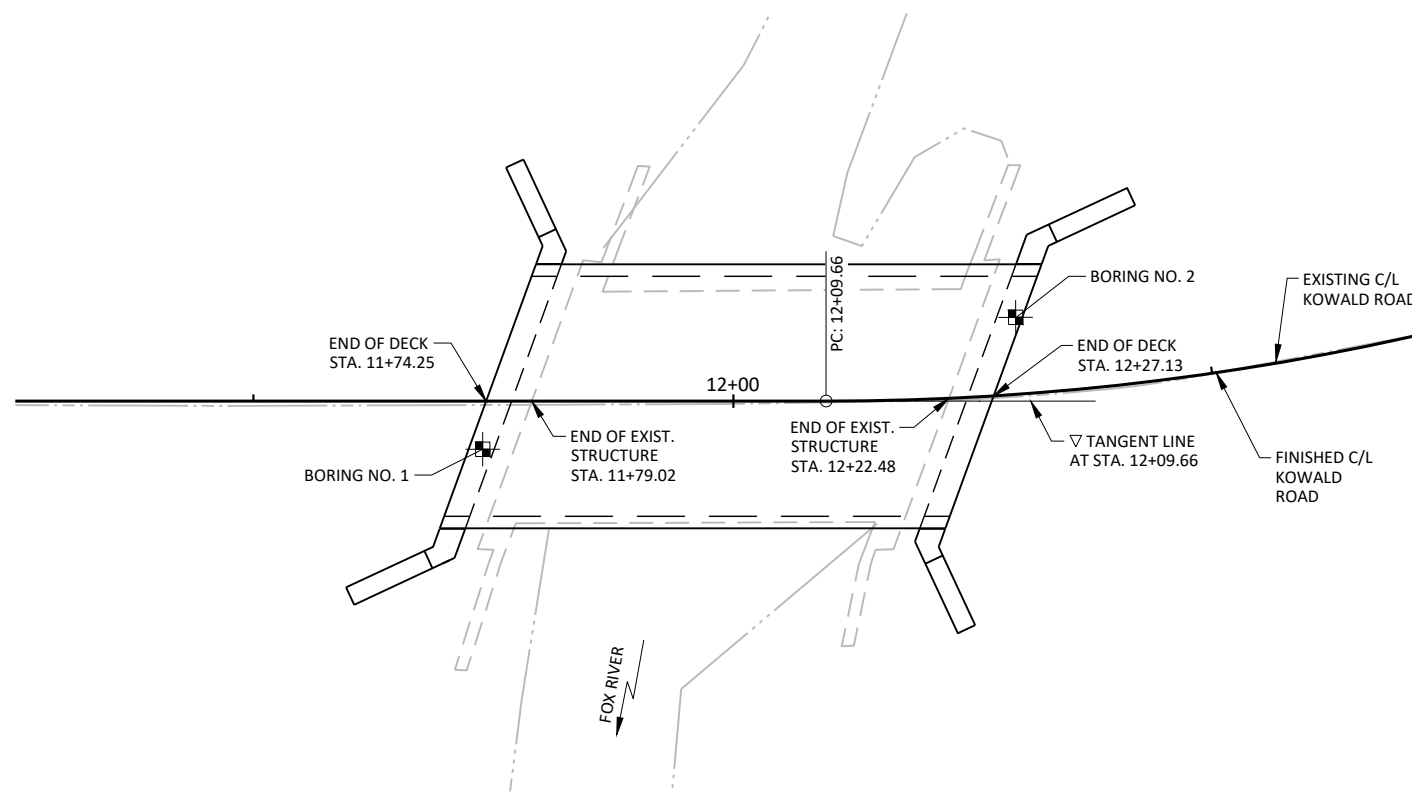 PC: 12+09.66
BORING NO. 2
EXISTING C/L
KOWALD ROAD
END OF DECK
STA. 11+74.25
END OF DECK
STA. 12+27.13
12+00
END OF EXIST.
STRUCTURE
STA. 11+79.02
END OF EXIST.
STRUCTURE
STA. 12+22.48
▽ TANGENT LINE
AT STA. 12+09.66
BORING NO. 1
FINISHED C/L
KOWALD
ROAD
FOX RIVER